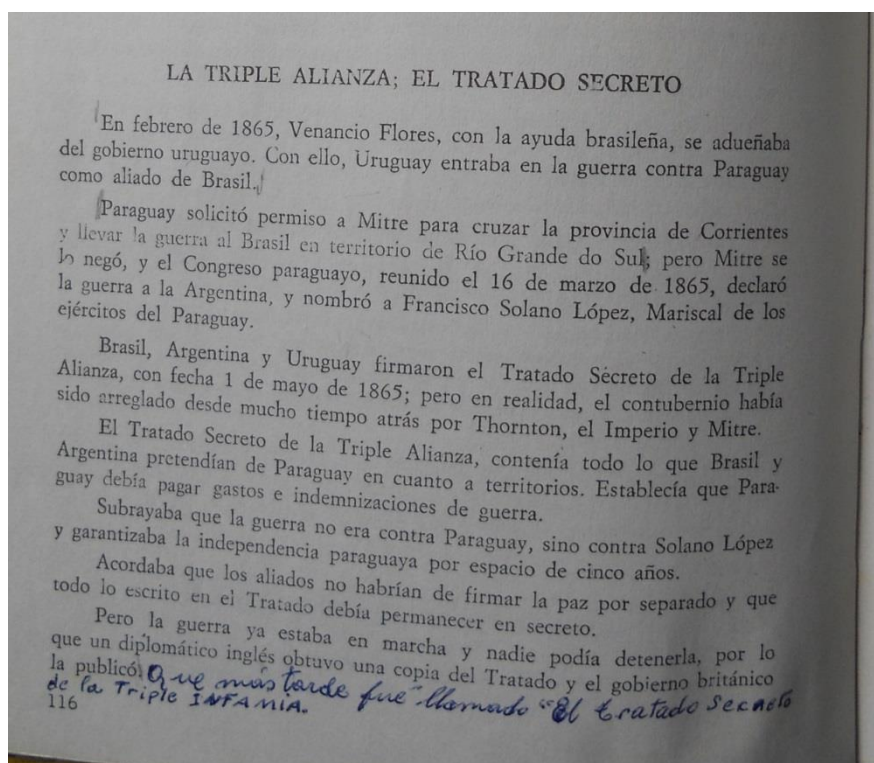 LA TRIPLE ALIANZA; EL TRATADO SECRETO
En febrero de 1865, Venancio Flores, con la ayuda brasileña, se adueñaba
del gobierno uruguayo. Con ello, Uruguay entraba en la guerra contra Paraguay
como aliado de Brasil.
Paraguay solicitó permiso a Mitre para cruzar la provincia de Corrientes
y llevar la guerra al Brasil en territorio de Río Grande do Sul; pero Mitre se
lo negó, y el Congreso paraguayo, reunido el 16 de marzo de 1865, declaró
la guerra a la Argentina, y nombró a Francisco Solano López, Mariscal de los
ejércitos del Paraguay.
Brasil, Argentina y Uruguay firmaron el Tratado Secreto de la Triple
Alianza, con fecha 1 de mayo de 1865; pero en realidad, el contubernio había
sido arreglado desde mucho tiempo atrás por Thornton, el Imperio y Mitre.
El Tratado Secreto de la Triple Alianza, contenía todo lo que Brasil y
Argentina pretendían de Paraguay en cuanto a territorios. Establecía que Para-
guay debía pagar gastos e indemnizaciones de guerra.
Subrayaba que la guerra no era contra Paraguay, sino contra Solano López
y garantizaba la independencia paraguaya por espacio de cinco años.
Acordaba que los aliados no habrían de firmar la paz por separado y que
todo lo escrito en el Tratado debía permanecer en secreto.
Pero la guerra ya estaba en marcha y nadie podía detenerla, por lo
que un diplomático inglés obtuvo una copia del Tratado y el gobierno británico
la publicó. Que más tarde fue llamado "El tratado Secreto
de la Triple INFAMIA.
116